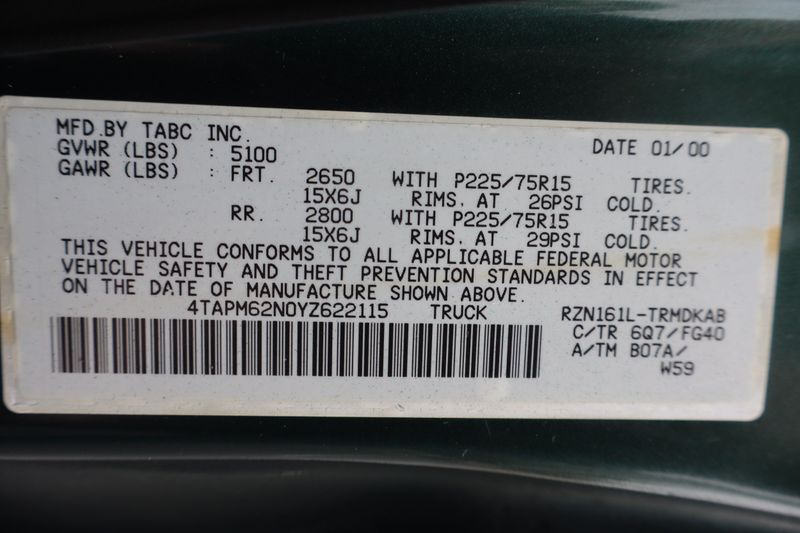 MFD.BY TABC INC. DATE 01/00
GVWR (LBS) : 5100
GAWR (LBS) : FRT. 2650 WITH P225/75R15 TIRES.
15X6J RIMS. AT 26PSI COLD.
RR. 2800 WITH P225/75R15 TIRES.
15X6J RIMS. AT 29PSI COLD.
THIS VEHICLE CONFORMS TO ALL APPLICABLE FEDERAL MOTOR
VEHICLE SAFETY AND THEFT PREVENTION STANDARDS IN EFFECT
ON THE DATE OF MANUFACTURE SHOWN ABOVE.
4TAPM62N0YZ622115 TRUCK RZN161L-TRMDKAB
C/TR 6Q7/FG40
A/TM B07A/
W59